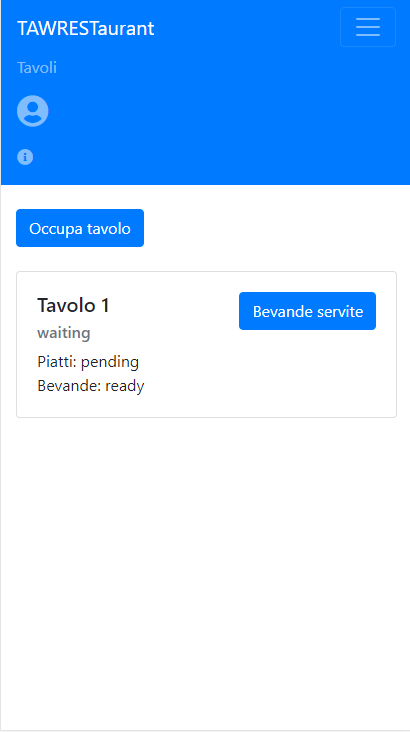 TAWRESTaurant
Tavoli
Occupa tavolo
Tavolo 1
Bevande servite
waiting
Piatti: pending
Bevande: ready